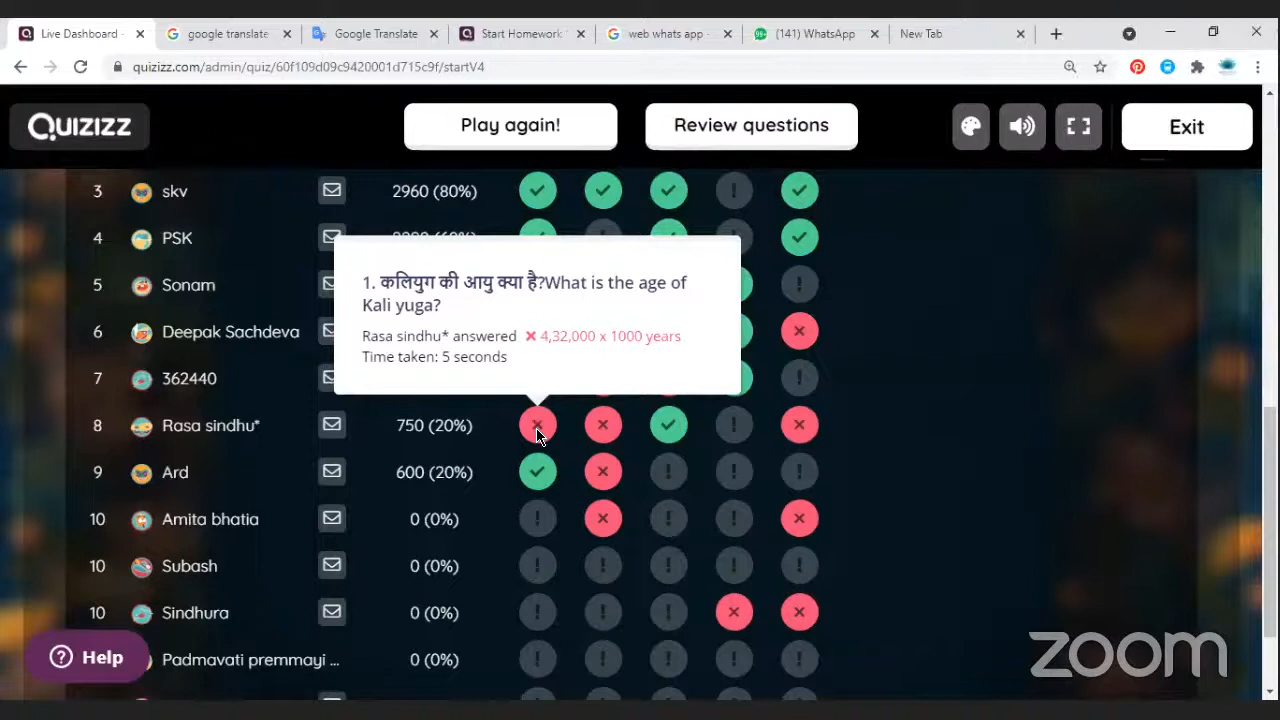 Live Dashboard
google translate
Google Translate
Start Homework
web whats app -
99+
(141) WhatsApp
New Tab
quizizz.com/admin/quiz/60f109d09c9420001d715c9f/startV4
Quizizz
Play again!
Review questions
Exit
3 skv 2960 (80%)
4 PSK
5 Sonam
6 Deepak Sachdeva
7 362440
1. कलियुग की आयु क्या है?What is the age of
Kali yuga?
Rasa sindhu* answered 4,32,000 x 1000 years
Time taken: 5 seconds
8 Rasa sindhu* 750 (20%)
9 Ard 600 (20%)
10 Amita bhatia 0 (0%)
10 Subash 0 (0%)
10 Sindhura 0 (0%)
Padmavati premmayi ... 0 (0%)
Help
zoom